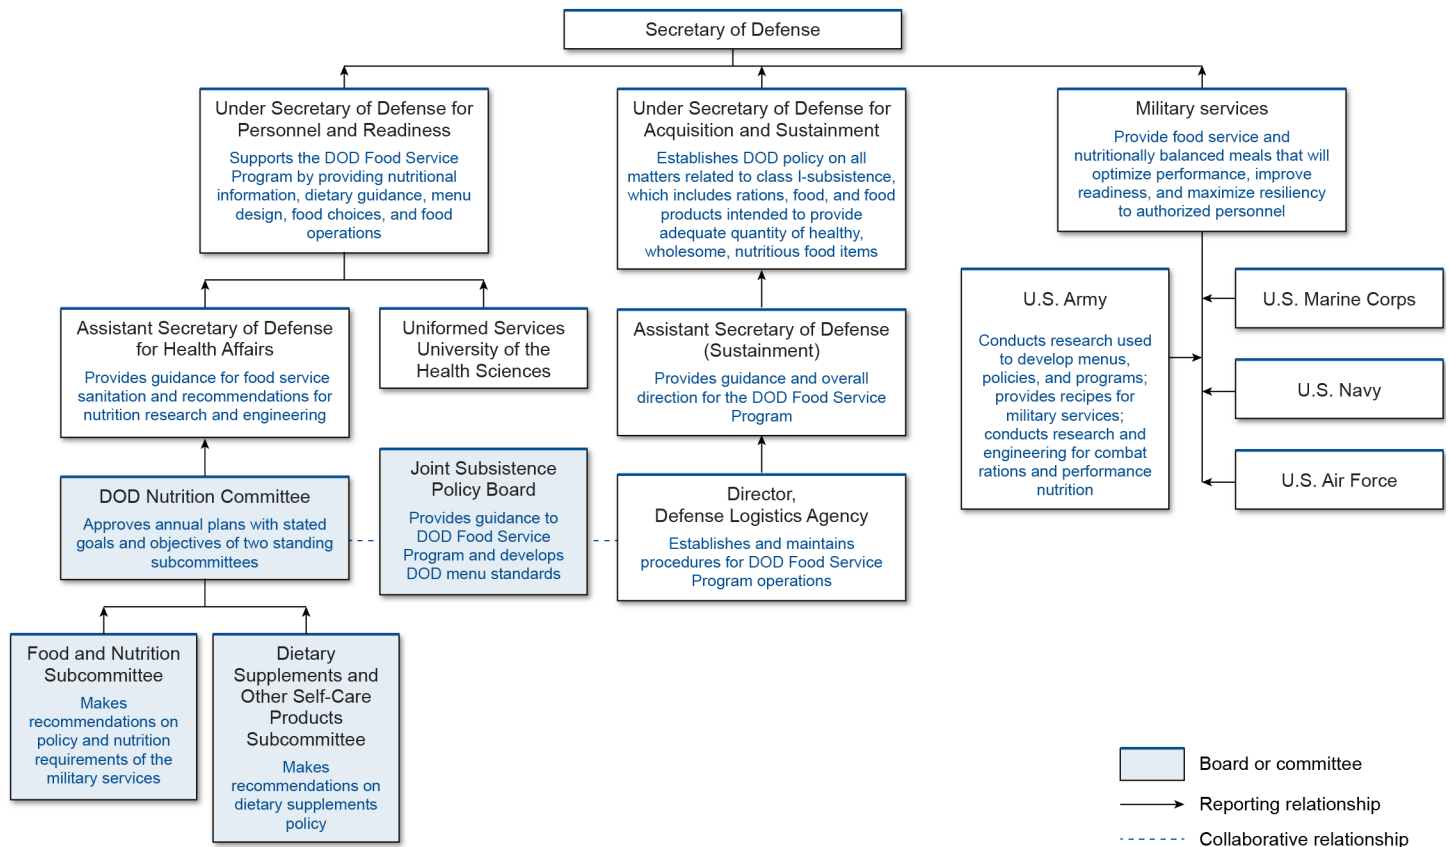 Secretary of Defense
Under Secretary of Defense for
Personnel and Readiness
Supports the DOD Food Service
Program by providing nutritional
information, dietary guidance, menu
design, food choices, and food
operations
Under Secretary of Defense for
Acquisition and Sustainment
Establishes DOD policy on all
matters related to class I-subsistence,
which includes rations, food, and food
products intended to provide
adequate quantity of healthy,
wholesome, nutritious food items
Military services
Provide food service and
nutritionally balanced meals that will
optimize performance, improve
readiness, and maximize resiliency
to authorized personnel
Assistant Secretary of Defense
for Health Affairs
Provides guidance for food service
sanitation and recommendations for
nutrition research and engineering
Uniformed Services
University of the
Health Sciences
Assistant Secretary of Defense
(Sustainment)
Provides guidance and overall
direction for the DOD Food Service
Program
U.S. Army
Conducts research used
to develop menus,
policies, and programs;
provides recipes for
military services;
conducts research and
engineering for combat
rations and performance
nutrition
U.S. Marine Corps
U.S. Navy
U.S. Air Force
DOD Nutrition Committee
Approves annual plans with stated
goals and objectives of two standing
subcommittees
Joint Subsistence
Policy Board
Provides guidance to
DOD Food Service
Program and develops
DOD menu standards
Director,
Defense Logistics Agency
Establishes and maintains
procedures for DOD Food Service
Program operations
Food and Nutrition
Subcommittee
Makes
recommendations on
policy and nutrition
requirements of the
military services
Dietary
Supplements and
Other Self-Care
Products
Subcommittee
Makes
recommendations on
dietary supplements
policy
Board or committee
Reporting relationship
Collaborative relationship